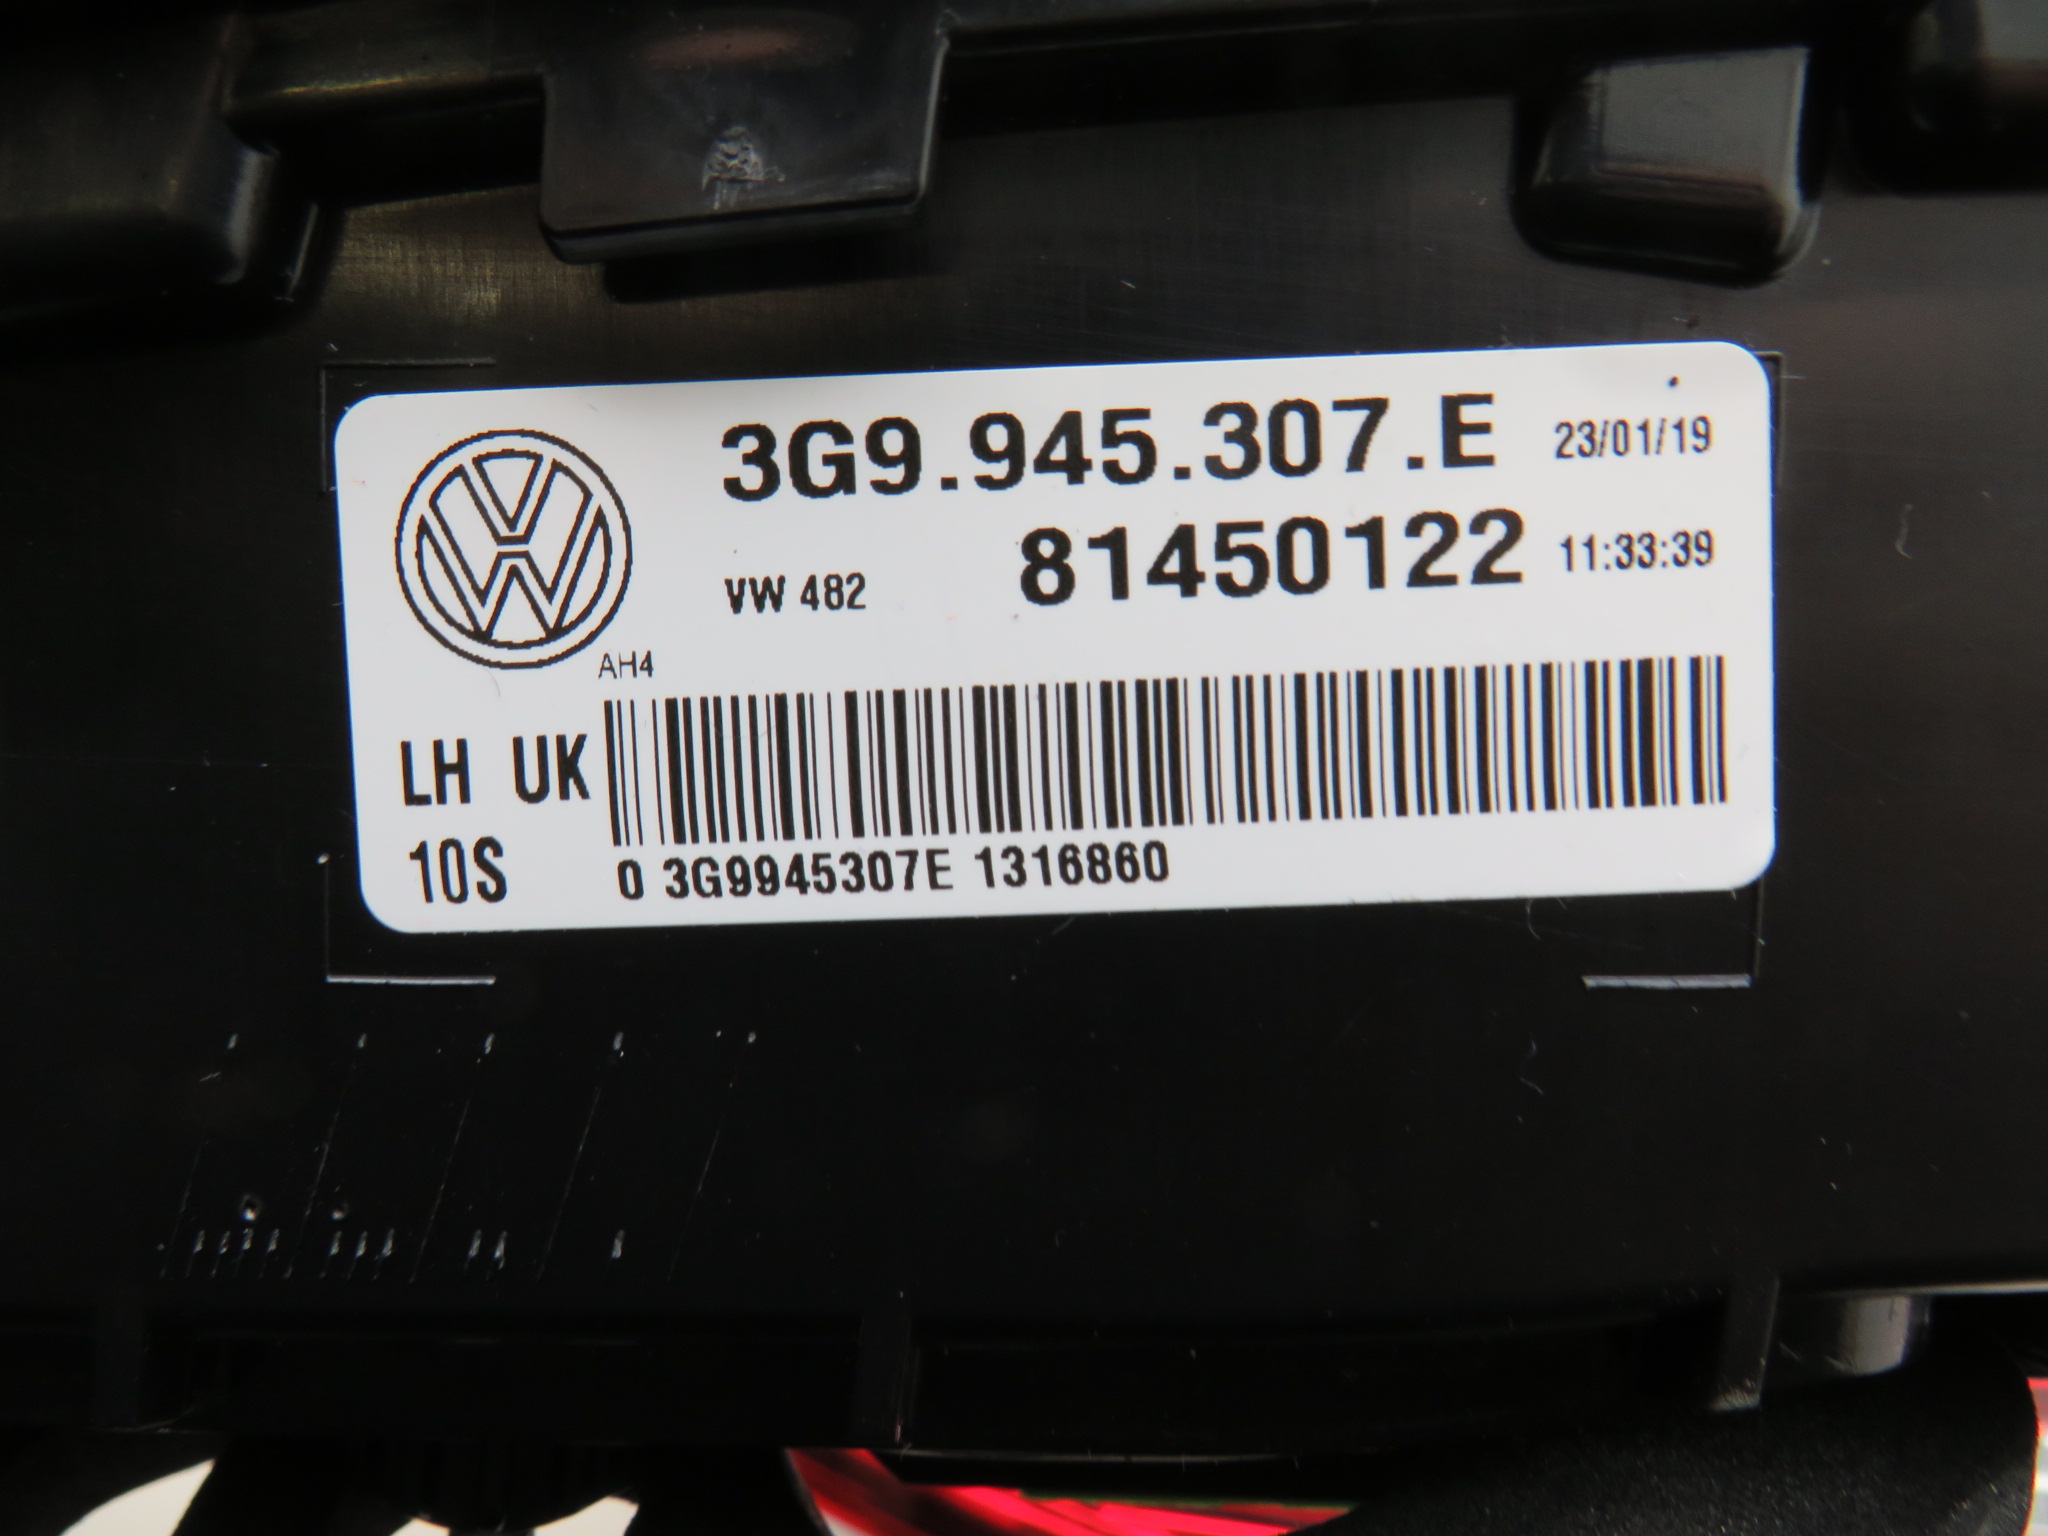 3G9.945.307.E 23/01/19
VW 482 81450122 11:33:39
AH4
LH UK
10S
0 3G9945307E 1316860